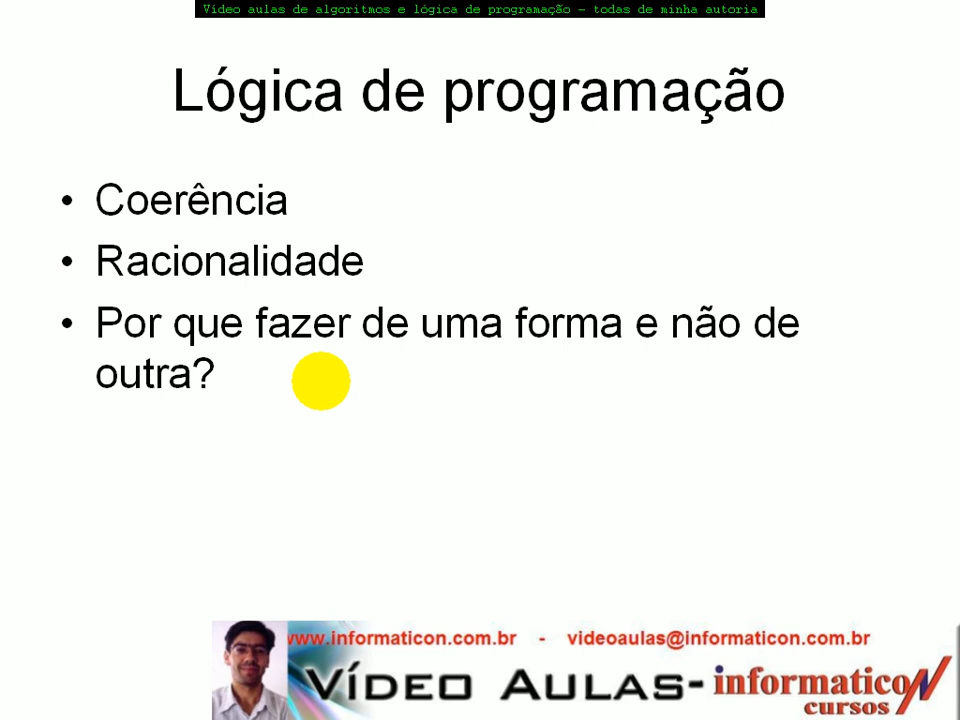 Vídeo aulas de algoritmos e lógica de programação - todas de minha autoria
Lógica de programação
• Coerência
• Racionalidade
• Por que fazer de uma forma e não de
outra?
www.informaticon.com.br - videoaulas@informaticon.com.br
VÍDEO AULAS- informaticoN
cursos